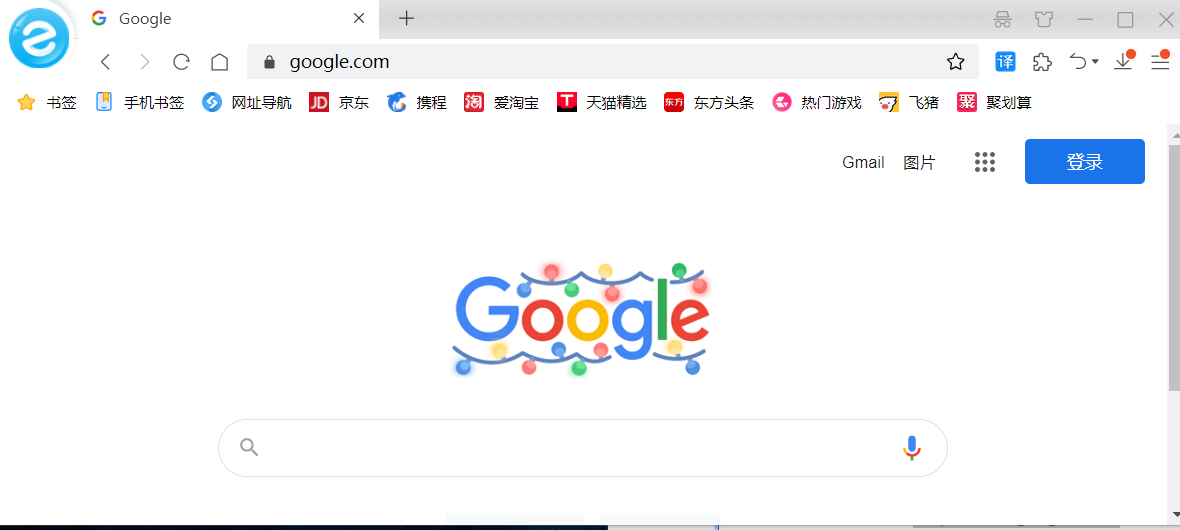 Google
google.com
译
书签 手机书签 网址导航 JD 京东 携程 淘 爱淘宝 T 天猫精选 东方 东方头条 热门游戏 飞猪 聚 聚划算
Gmail 图片 登录
Google